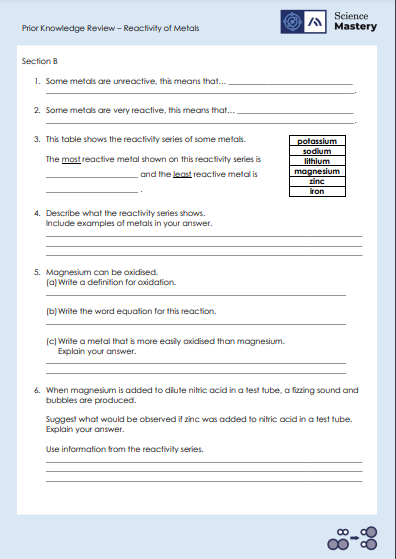 Prior Knowledge Review – Reactivity of Metals
Science
Mastery
Section B
1. Some metals are unreactive, this means that… ______________________________
______________________________.
2. Some metals are very reactive, this means that… ______________________________
______________________________.
3. This table shows the reactivity series of some metals.
The most reactive metal shown on this reactivity series is
____________________ and the least reactive metal is
____________________ .
potassium
sodium
lithium
magnesium
zinc
iron
4. Describe what the reactivity series shows.
Include examples of metals in your answer.
5. Magnesium can be oxidised.
(a) Write a definition for oxidation.
(b) Write the word equation for this reaction.
(c) Write a metal that is more easily oxidised than magnesium.
Explain your answer.
6. When magnesium is added to dilute nitric acid in a test tube, a fizzing sound and
bubbles are produced.
Suggest what would be observed if zinc was added to nitric acid in a test tube.
Explain your answer.
Use information from the reactivity series.